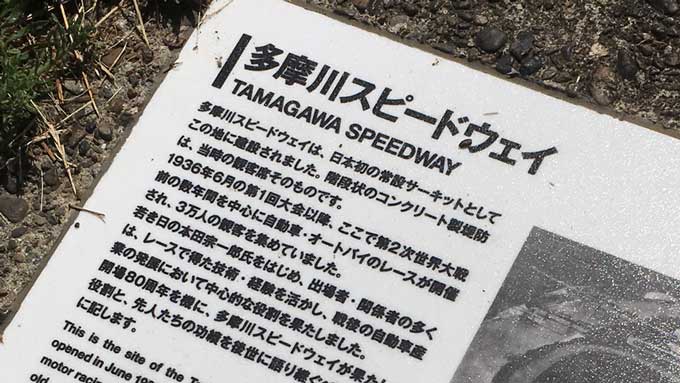 多摩川スピードウェイ
TAMAGAWA SPEEDWAY
多摩川スピードウェイは、日本初の常設サーキットとして
この地に建設されました。階段状のコンクリート製堤防
は、当時の観客席そのものです。
1936年6月の第1回大会以降、ここで第2次世界大戦
前の数年間を中心に自動車・オートバイのレースが開催
され、3万人の観客を集めていました。
若き日の本田宗一郎氏をはじめ、出場者・関係者の多く
は、レースで得た技術・経験を活かし、戦後の自動車産
業の発展において中心的な役割を果たしました。
開場80周年を機に、多摩川スピードウェイが果たし
役割と、先人たちの功績を後世に語り継ぐ
に記します。
This is the site of the
opened in June
motor